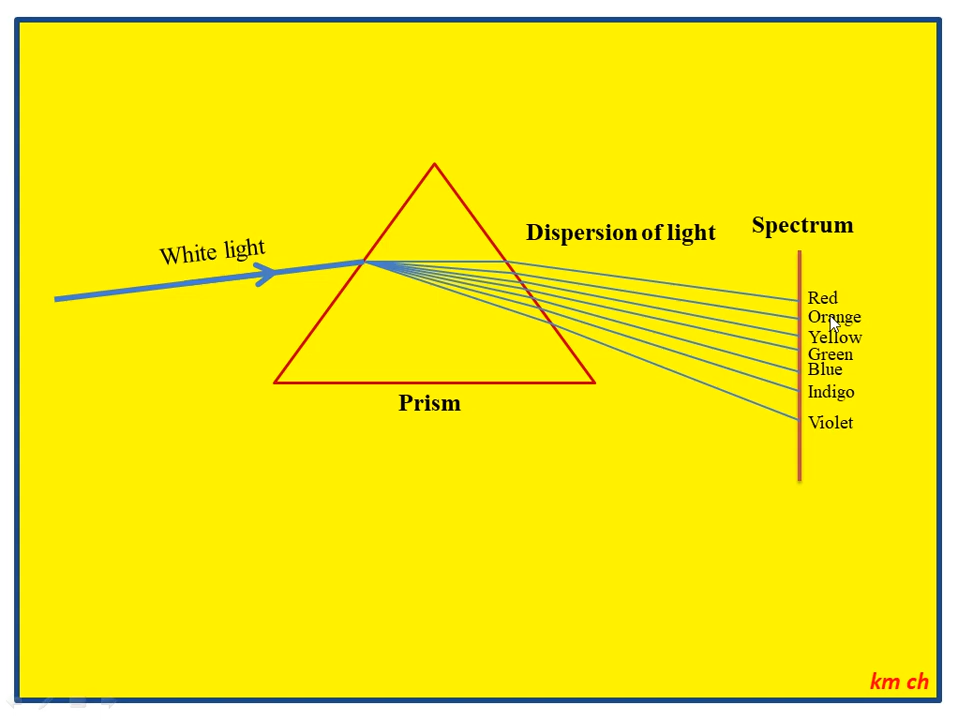 White light
Dispersion of light
Spectrum
Red
Orange
Yellow
Green
Blue
Indigo
Violet
Prism
km ch